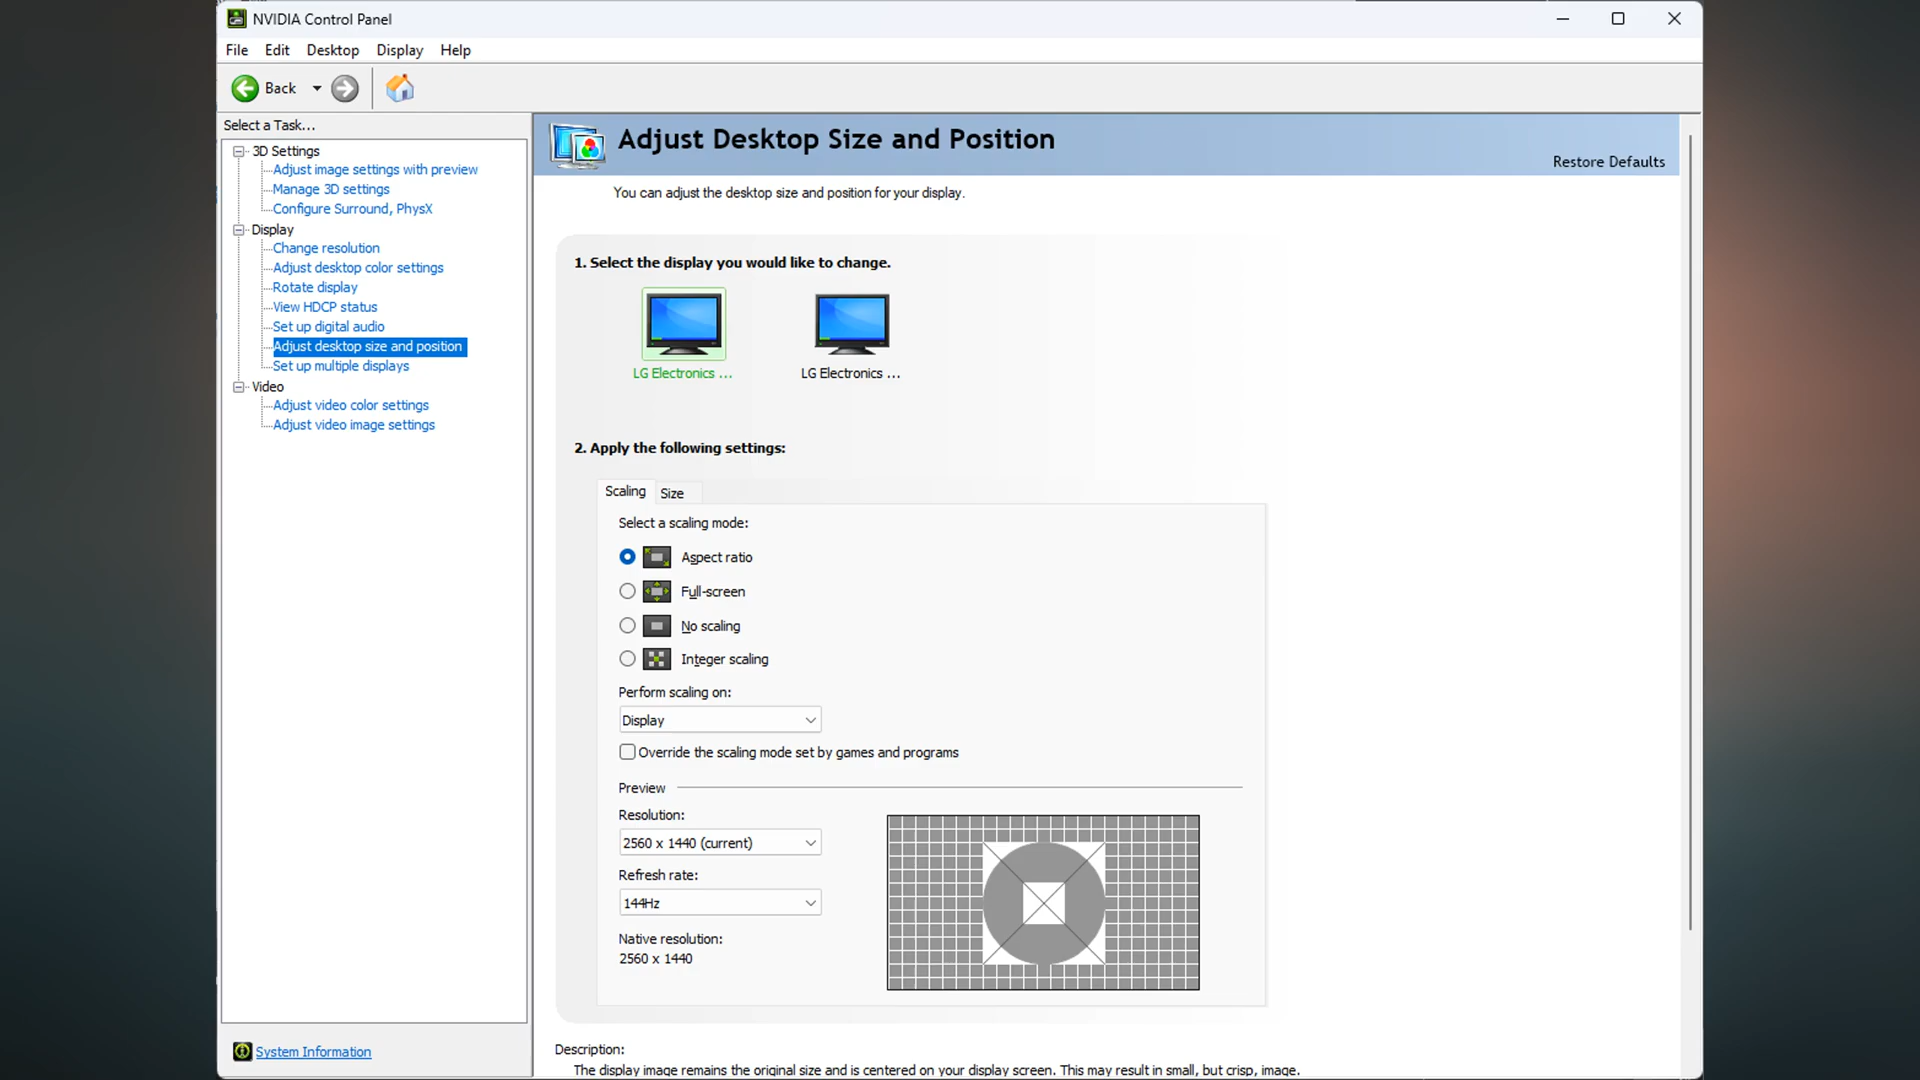 NVIDIA Control Panel
File Edit Desktop Display Help
Back
Select a Task...
3D Settings
Adjust image settings with preview
Manage 3D settings
Configure Surround, PhysX
Display
Change resolution
Adjust desktop color settings
Rotate display
View HDCP status
Set up digital audio
Adjust desktop size and position
Set up multiple displays
Video
Adjust video color settings
Adjust video image settings
System Information
Adjust Desktop Size and Position
Restore Defaults
You can adjust the desktop size and position for your display.
1. Select the display you would like to change.
LG Electronics ... LG Electronics ...
2. Apply the following settings:
Scaling Size
Select a scaling mode:
Aspect ratio
Full-screen
No scaling
Integer scaling
Perform scaling on:
Display
Override the scaling mode set by games and programs
Preview
Resolution:
2560 x 1440 (current)
Refresh rate:
144Hz
Native resolution:
2560 x 1440
Description:
The display image remains the original size and is centered on your display screen. This may result in small, but crisp, image.